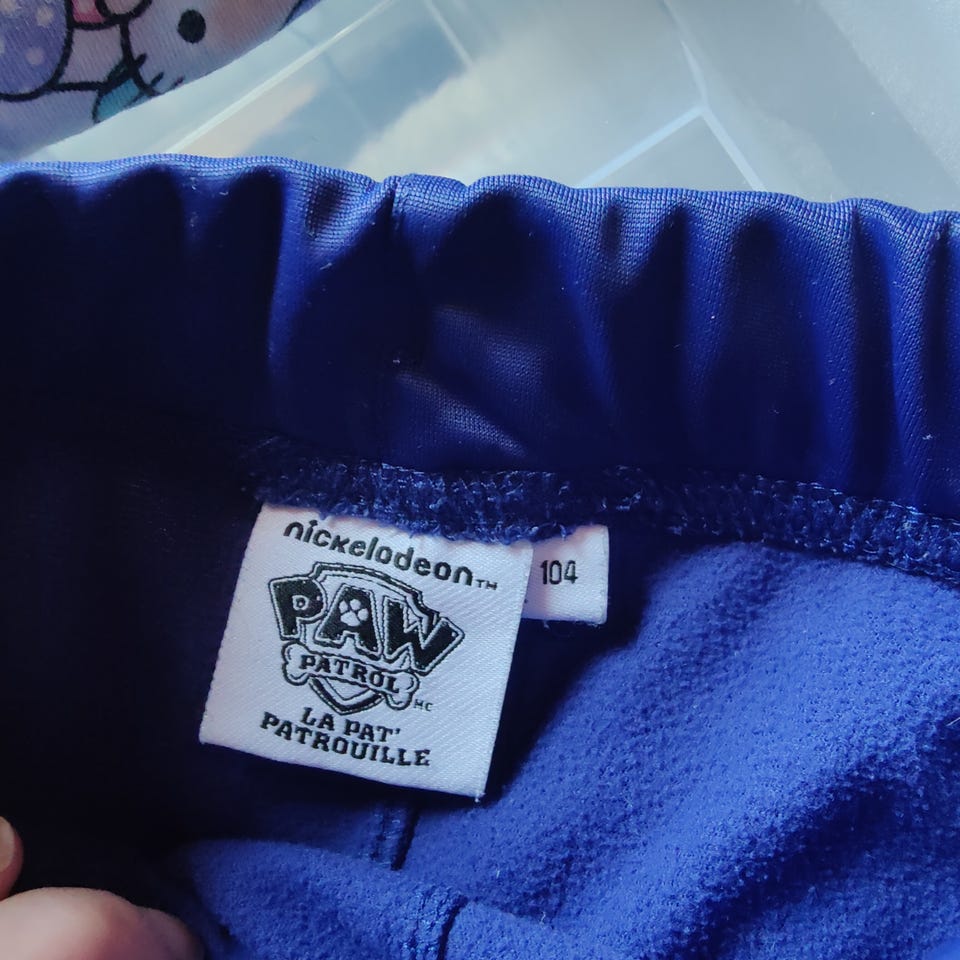 nickelodeon™
PAW
PATROL MC
LA PAT'
PATROUILLE
104